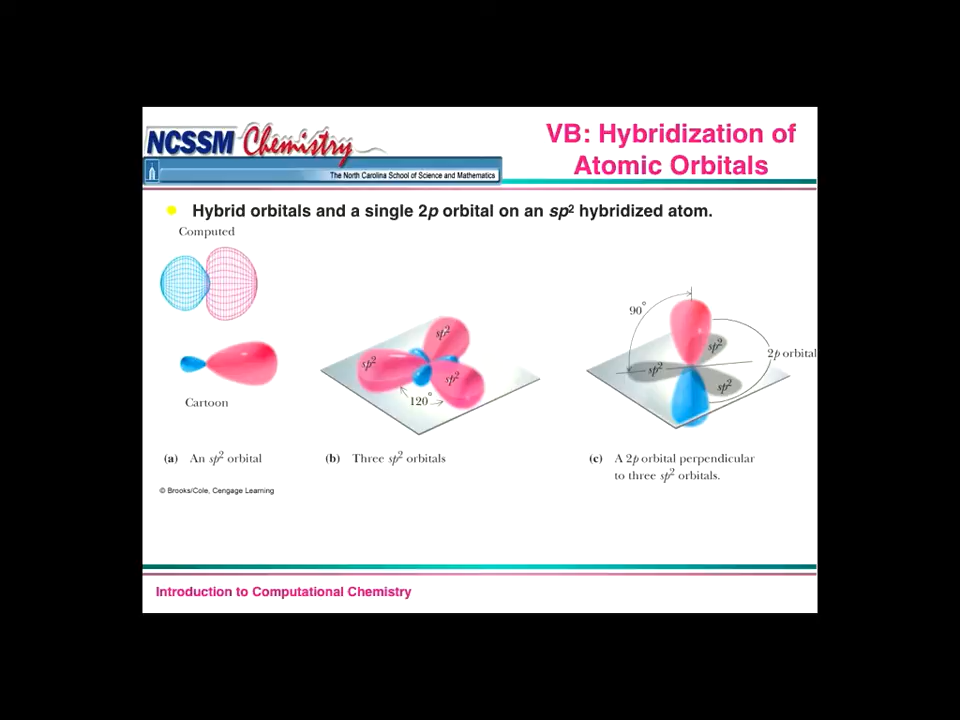 NCSSM Chemistry
The North Carolina School of Science and Mathematics
VB: Hybridization of
Atomic Orbitals
Hybrid orbitals and a single 2p orbital on an sp² hybridized atom.
Computed
Cartoon
(a) An sp² orbital
sp²
sp²
sp²
120°
(b) Three sp² orbitals
90°
sp²
2p orbital
sp²
sp²
(c) A 2p orbital perpendicular
to three sp² orbitals.
© Brooks/Cole, Cengage Learning
Introduction to Computational Chemistry